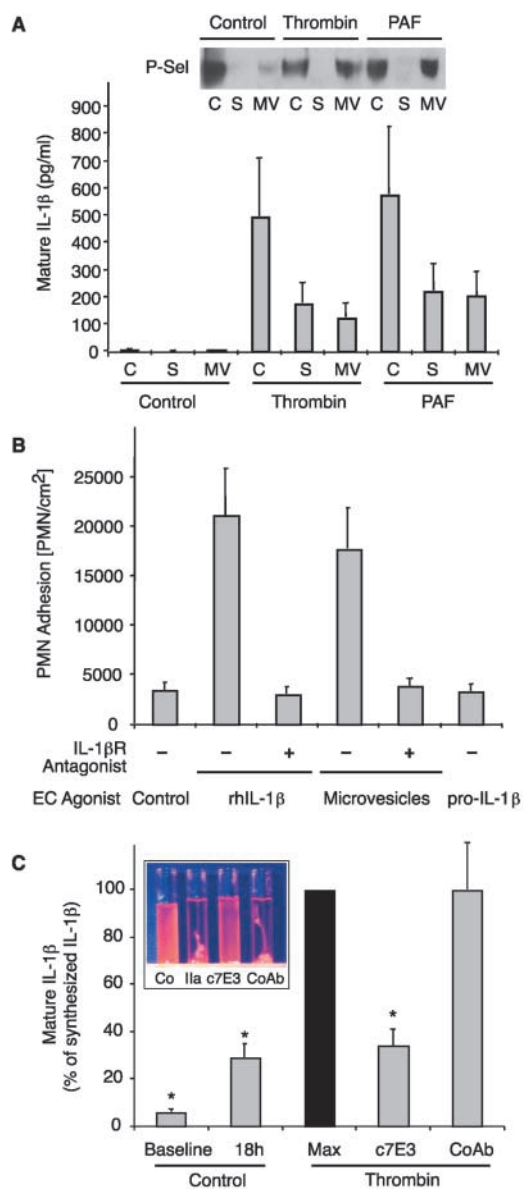 A
Control Thrombin PAF
P-Sel
C S MV C S MV C S MV
Mature IL-1β (pg/ml)
900
800
700
600
500
400
300
200
100
0
C S MV C S MV C S MV
Control Thrombin PAF
B
PMN Adhesion [PMN/cm²]
25000
20000
15000
10000
5000
0
IL-1βR
Antagonist
– – + – + –
EC Agonist Control rhIL-1β Microvesicles pro-IL-1β
C
Mature IL-1β
(% of synthesized IL-1β)
100
80
60
40
20
0
Co IIa c7E3 CoAb
* * *
Baseline 18h Max c7E3 CoAb
Control Thrombin